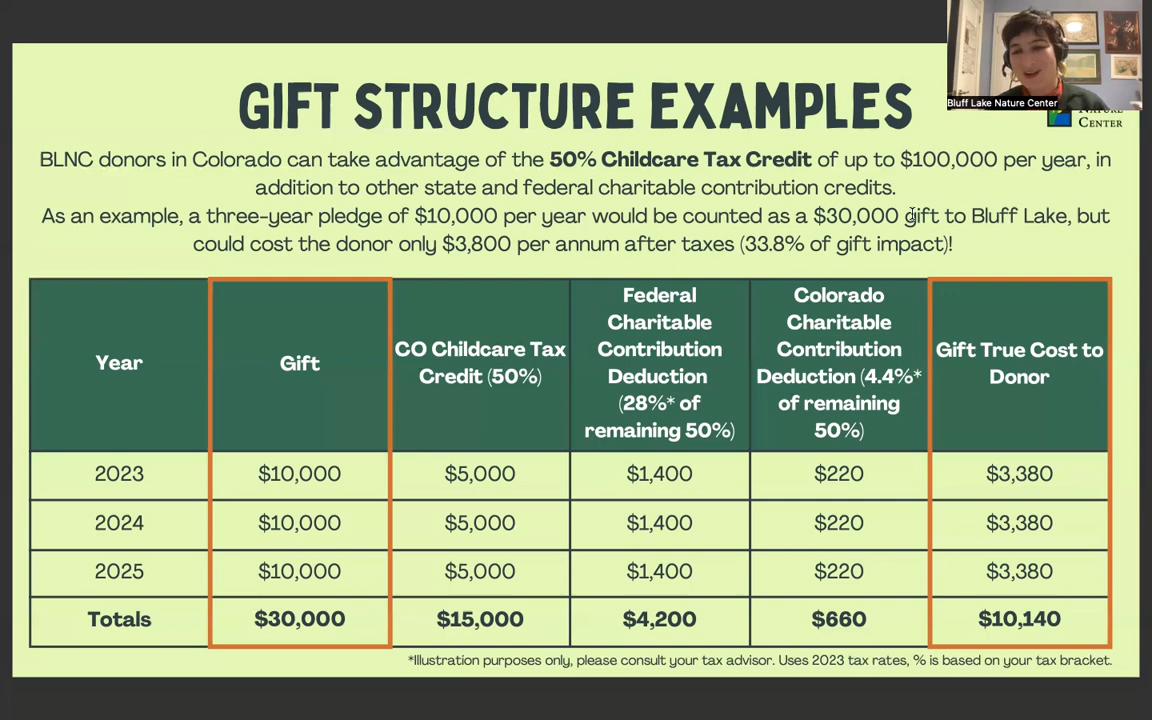 GIFT STRUCTURE EXAMPLES
Bluff Lake Nature Center
NATURE
CENTER
BLNC donors in Colorado can take advantage of the 50% Childcare Tax Credit of up to $100,000 per year, in
addition to other state and federal charitable contribution credits.
As an example, a three-year pledge of $10,000 per year would be counted as a $30,000 gift to Bluff Lake, but
could cost the donor only $3,800 per annum after taxes (33.8% of gift impact)!
Year
Gift
CO Childcare Tax
Credit (50%)
Federal
Charitable
Contribution
Deduction
(28%* of
remaining 50%)
Colorado
Charitable
Contribution
Deduction (4.4%*
of remaining
50%)
Gift True Cost to
Donor
2023 $10,000 $5,000 $1,400 $220 $3,380
2024 $10,000 $5,000 $1,400 $220 $3,380
2025 $10,000 $5,000 $1,400 $220 $3,380
Totals $30,000 $15,000 $4,200 $660 $10,140
*Illustration purposes only, please consult your tax advisor. Uses 2023 tax rates, % is based on your tax bracket.